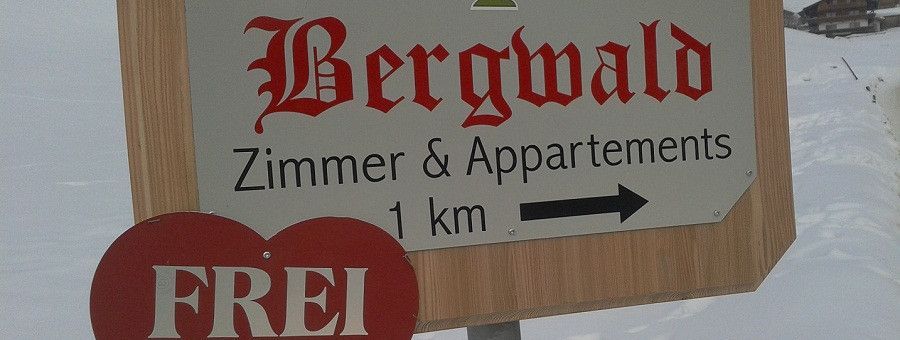 Bergwald
Zimmer & Appartements
1 km
FREI